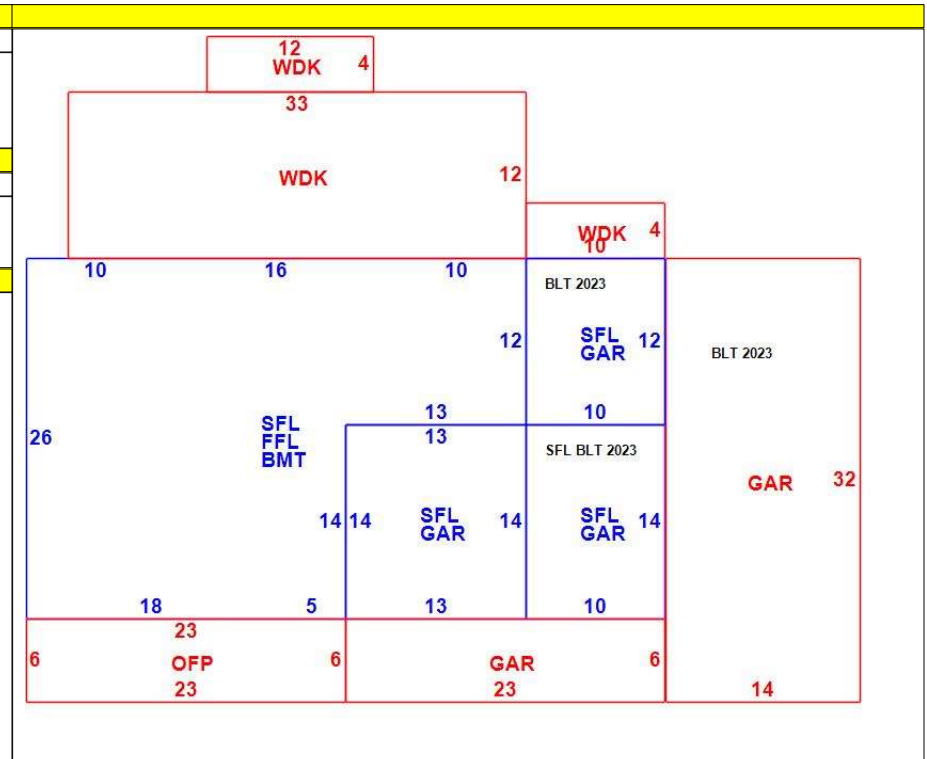 12
WDK 4
33
WDK 12
WDK 4
10
10 16 10
BLT 2023
12
SFL
GAR
12
BLT 2023
13 10
13
26
SFL
FFL
BMT
SFL BLT 2023
GAR 32
14 14
SFL
GAR
14
SFL
GAR
14
18 5 13 10
23
6 OFP 6 GAR 6
23 23 14